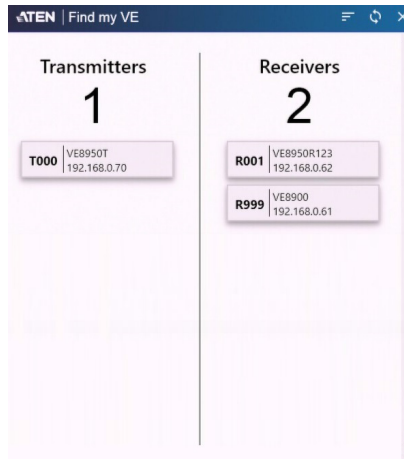 ATEN | Find my VE
Transmitters
1
T000
VE8950T
192.168.0.70
Receivers
2
R001
VE8950R123
192.168.0.62
R999
VE8900
192.168.0.61